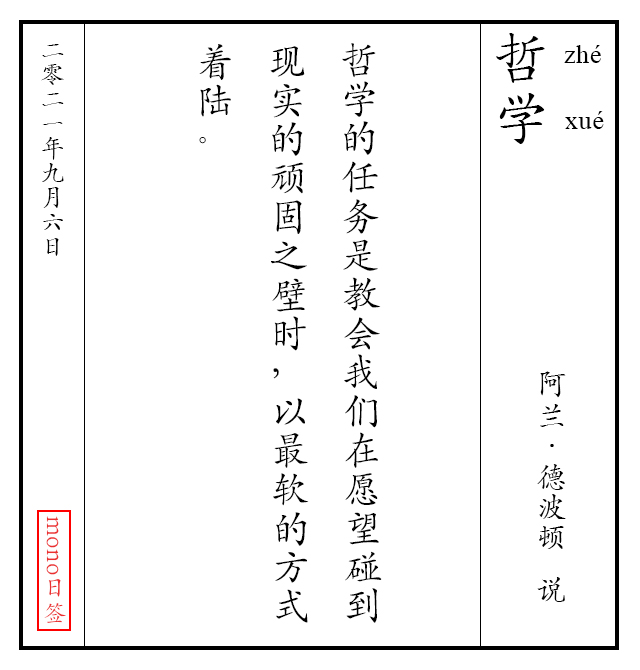 哲学
zhé
xué
阿兰·德波顿 说
哲学的任务是教会我们在愿望碰到
现实的顽固之壁时，以最软的方式
着陆。
二零二一年九月六日
mono日签